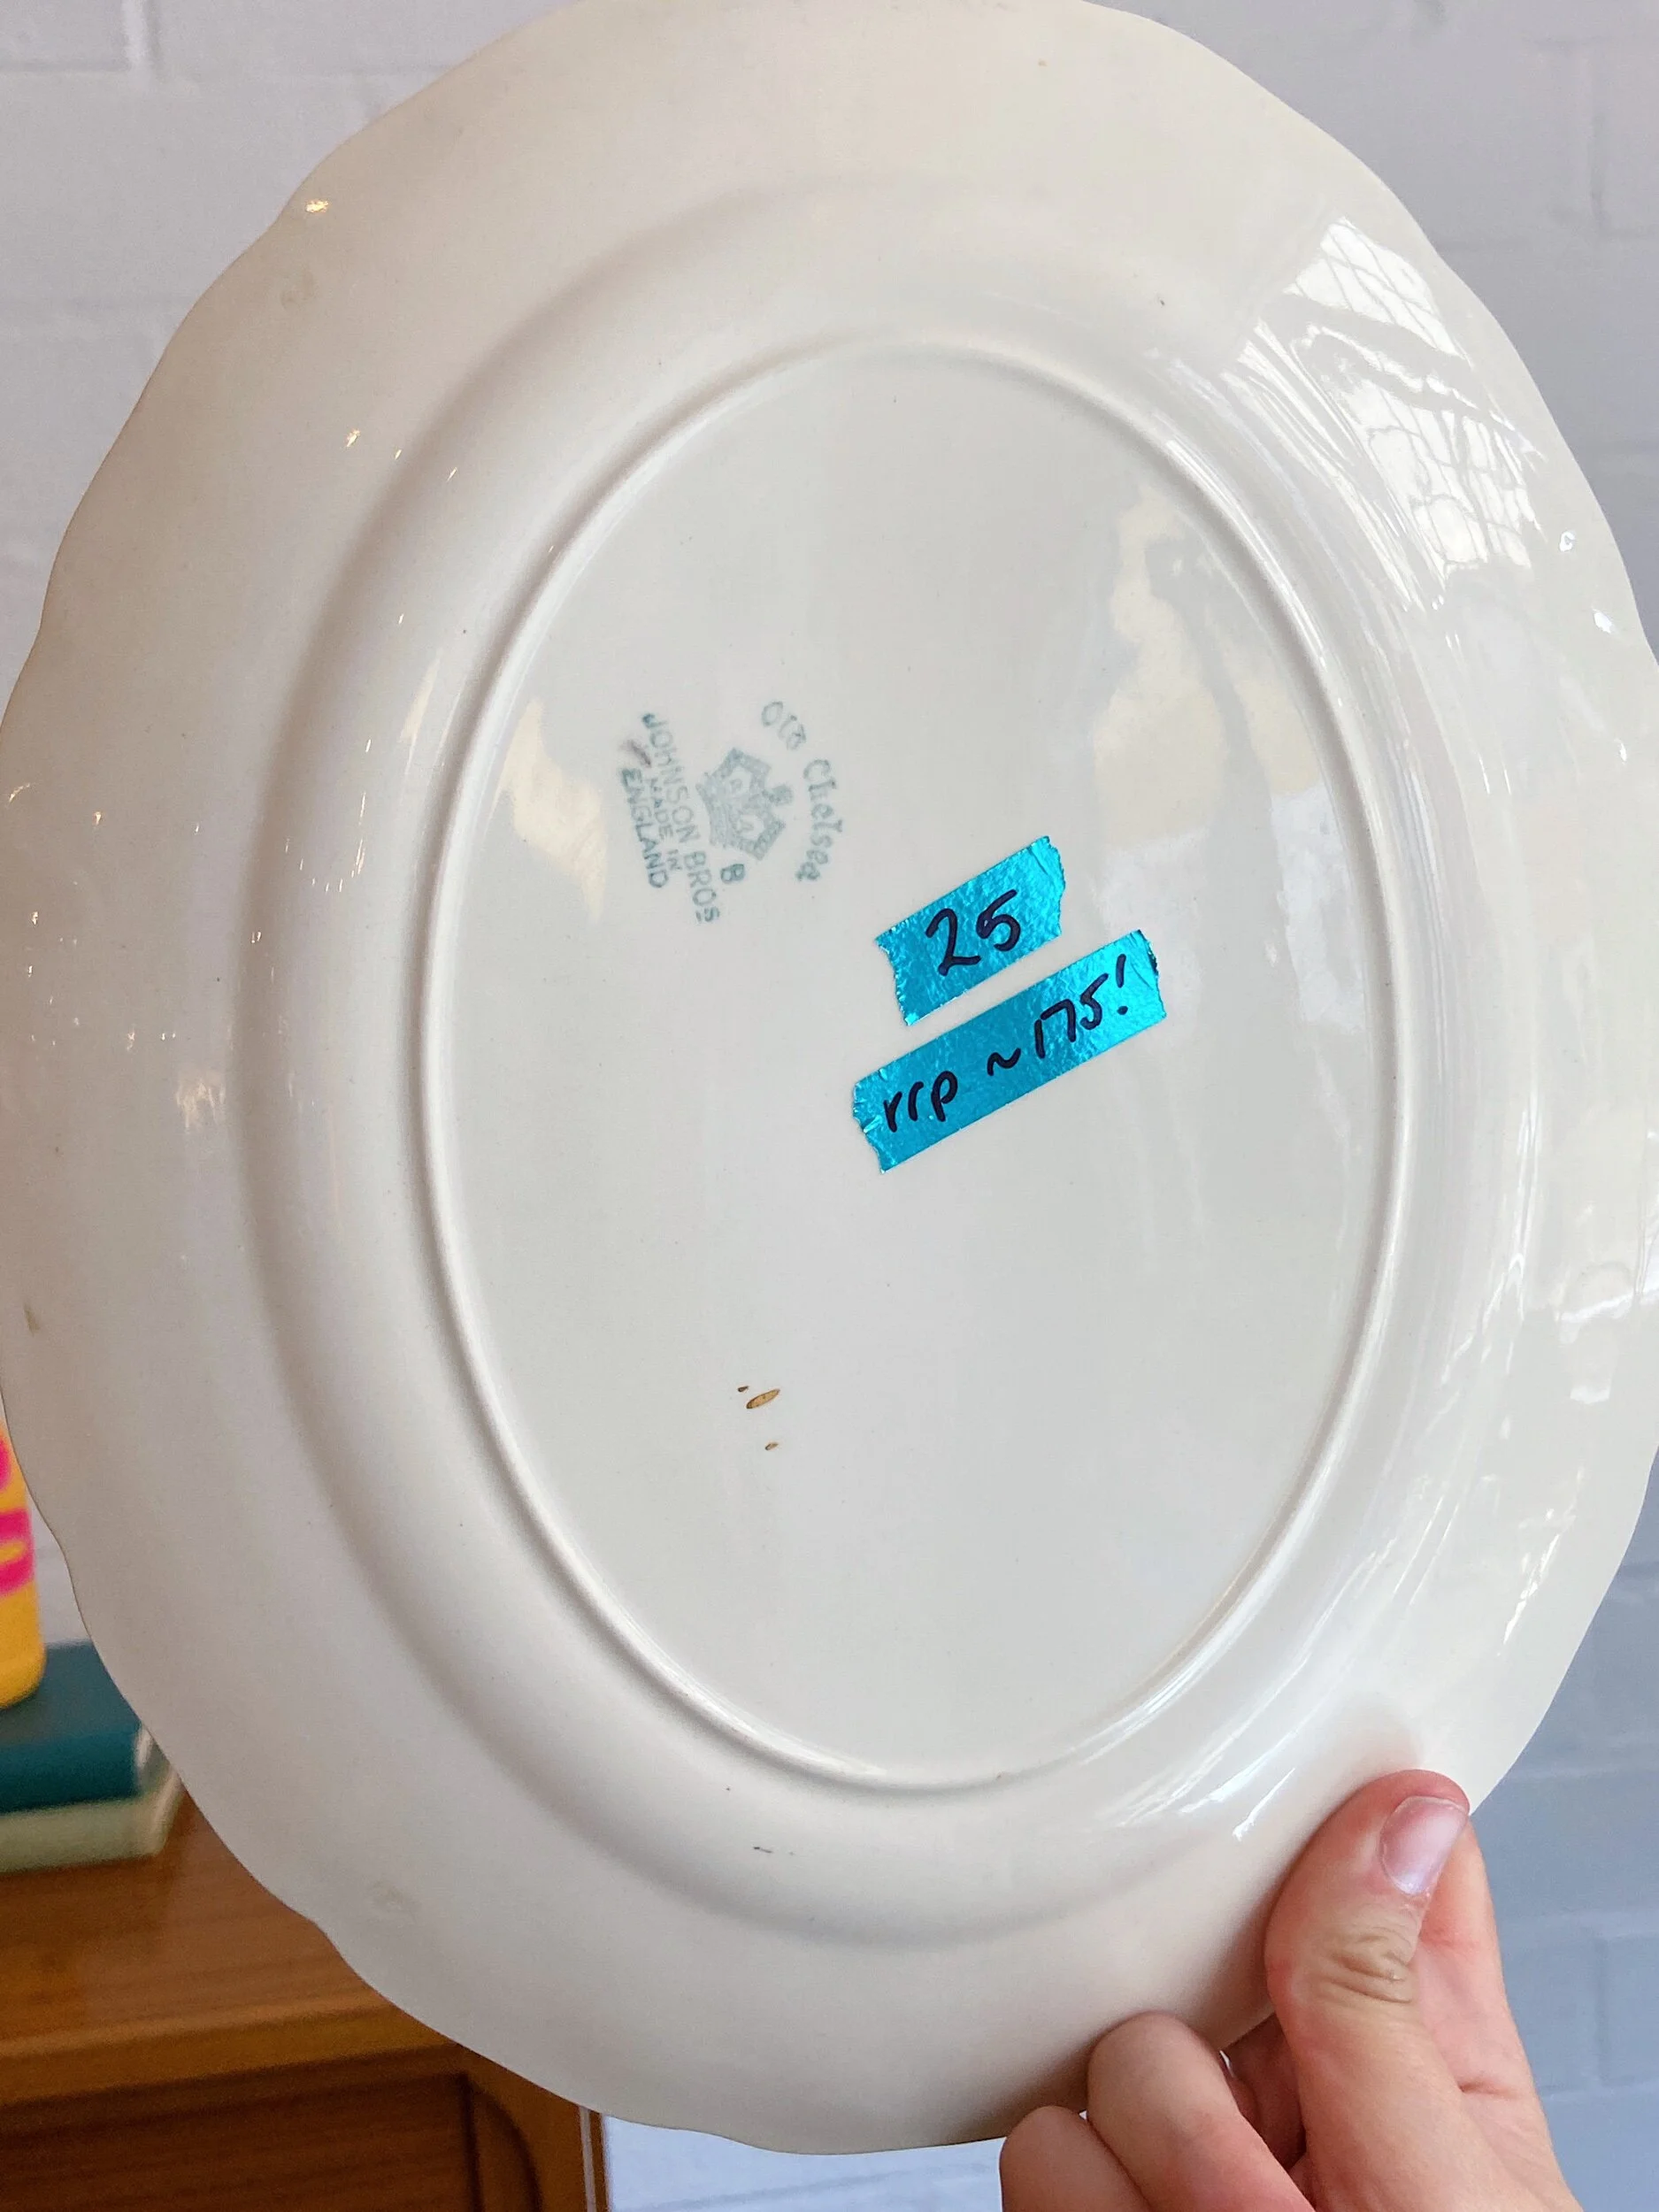 Old Chelsea
B
JOHNSON BROS
MADE IN
ENGLAND
25
rrp ~175!